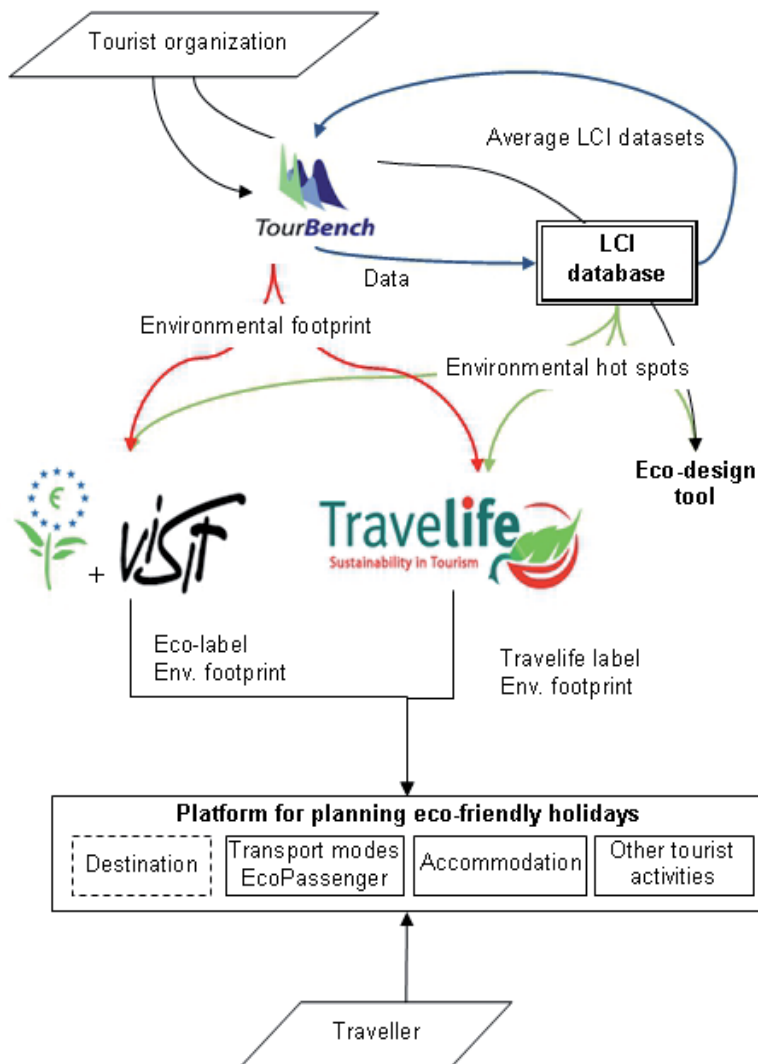 Tourist organization
Average LCI datasets
TourBench
LCI
database
Data
Environmental footprint
Environmental hot spots
Eco-design
tool
€
+
VISIT
Travelife
Sustainability in Tourism
Eco-label
Env. footprint
Travelife label
Env. footprint
Platform for planning eco-friendly holidays
Destination
Transport modes
EcoPassenger
Accommodation
Other tourist
activities
Traveller